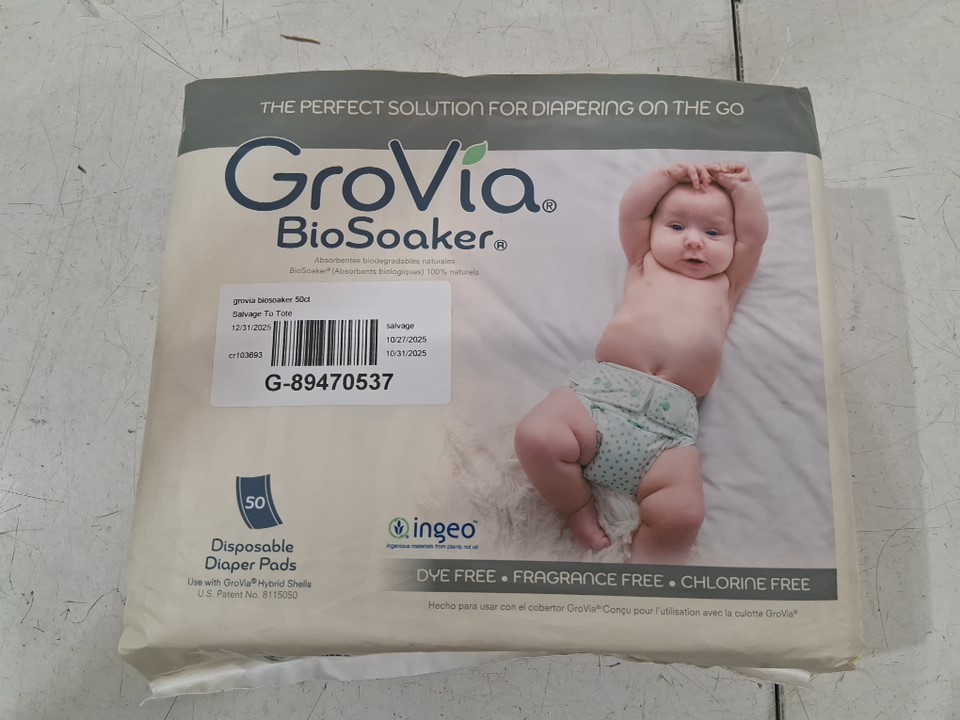 THE PERFECT SOLUTION FOR DIAPERING ON THE GO
GroVia®
BioSoaker®
Absorbentes biodegradables naturales
BioSoaker® (Absorbants biologiques) 100% naturels
grovia biosoaker 50ct
Salvage To Tote
12/31/2025
salvage
10/27/2025
cr103693
10/31/2025
G-89470537
50
Disposable
Diaper Pads
Use with GroVia® Hybrid Shells
U.S. Patent No. 8115050
ingeo™
ingenious materials from plants not oil
DYE FREE • FRAGRANCE FREE • CHLORINE FREE
Hecho para usar con el cobertor GroVia® Conçu pour l'utilisation avec la culotte GroVia®